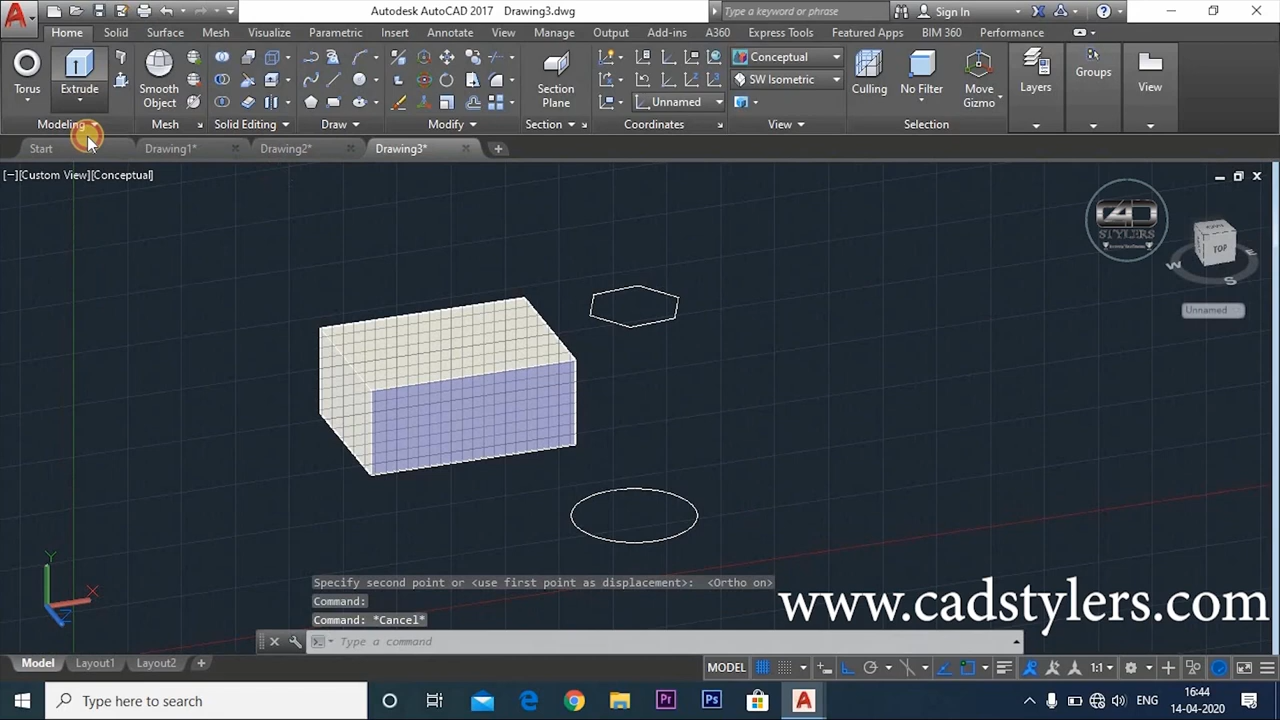 Autodesk AutoCAD 2017 Drawing3.dwg
Type a keyword or phrase
Sign In
Home Solid Surface Mesh Visualize Parametric Insert Annotate View Manage Output Add-ins A360 Express Tools Featured Apps BIM 360 Performance
Torus
Extrude
Smooth Object
Section Plane
Conceptual
SW Isometric
Unnamed
Culling
No Filter
Move Gizmo
Layers
Groups
View
Modeling
Mesh
Solid Editing
Draw
Modify
Section
Coordinates
View
Selection
Start
Drawing1*
Drawing2*
Drawing3*
[−][Custom View][Conceptual]
STYLERS
TOP
W
S
E
Unnamed
Y
X
Z
Specify second point or <use first point as displacement>: <Ortho on>
Command:
Command: *Cancel*
Type a command
www.cadstylers.com
Model
Layout1
Layout2
MODEL
1:1
Type here to search
Pr
Ps
ENG
16:44
14-04-2020